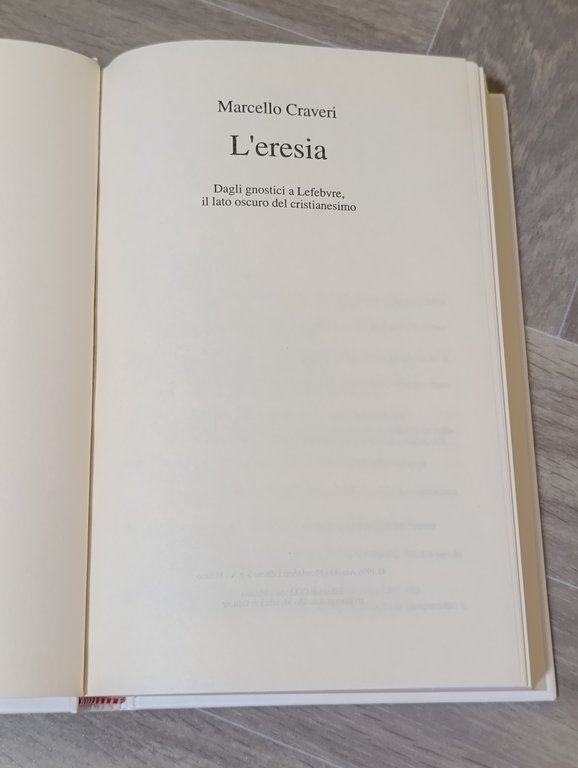 Marcello Craveri
L'eresia
Dagli gnostici a Lefebvre,
il lato oscuro del cristianesimo